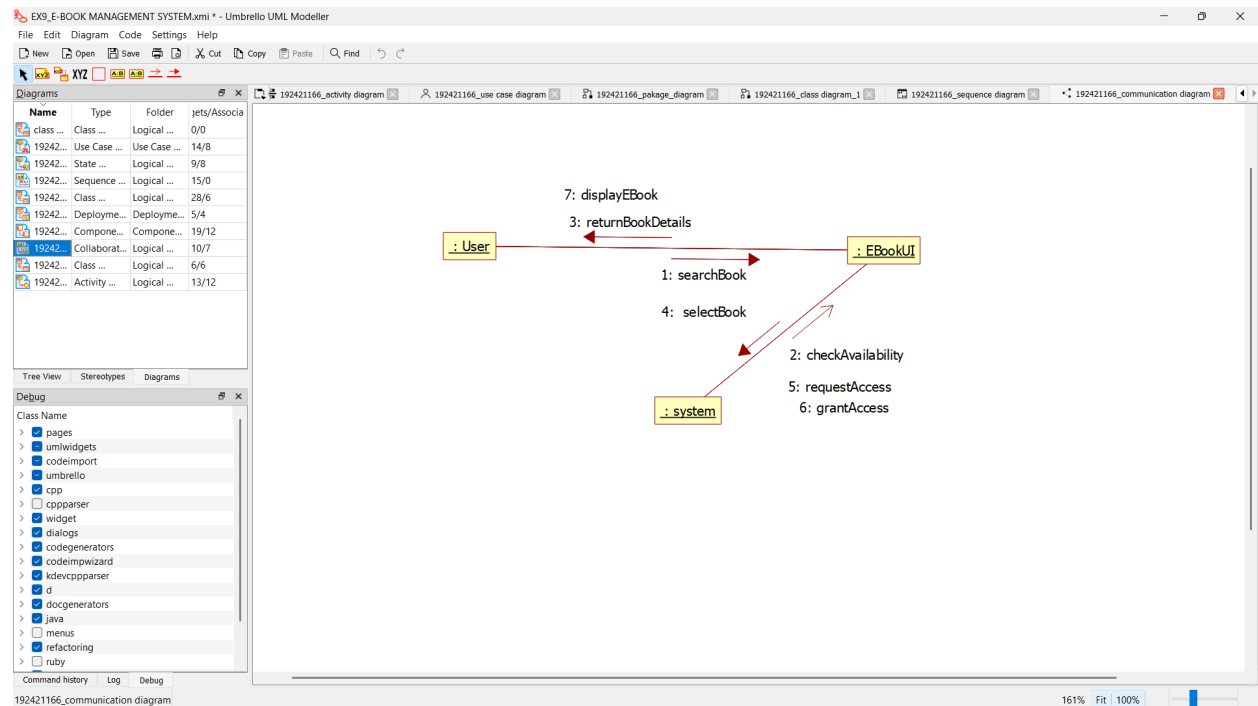 EX9_E-BOOK MANAGEMENT SYSTEM.xmi * - Umbrello UML Modeller
File Edit Diagram Code Settings Help
New Open Save Cut Copy Paste Find
XYZ XYZ XYZ A:B A:B
Diagrams
192421166_activity diagram 192421166_use case diagram 192421166_pakage_diagram 192421166_class diagram_1 192421166_sequence diagram 192421166_communication diagram
Name Type Folder jets/Associa
class ... Class ... Logical ... 0/0
19242... Use Case ... Use Case ... 14/8
19242... State ... Logical ... 9/8
19242... Sequence ... Logical ... 15/0
19242... Class ... Logical ... 28/6
19242... Deployme... Deployme... 5/4
19242... Compone... Compone... 19/12
19242... Collaborat... Logical ... 10/7
19242... Class ... Logical ... 6/6
19242... Activity ... Logical ... 13/12
Tree View Stereotypes Diagrams
7: displayEBook
3: returnBookDetails
: User
: EBookUI
1: searchBook
4: selectBook
2: checkAvailability
5: requestAccess
6: grantAccess
: system
Debug
Class Name
pages
umlwidgets
codeimport
umbrello
cpp
cppparser
widget
dialogs
codegenerators
codeimpwizard
kdevcppparser
d
docgenerators
java
menus
refactoring
ruby
Command history Log Debug
192421166_communication diagram
161% Fit 100%